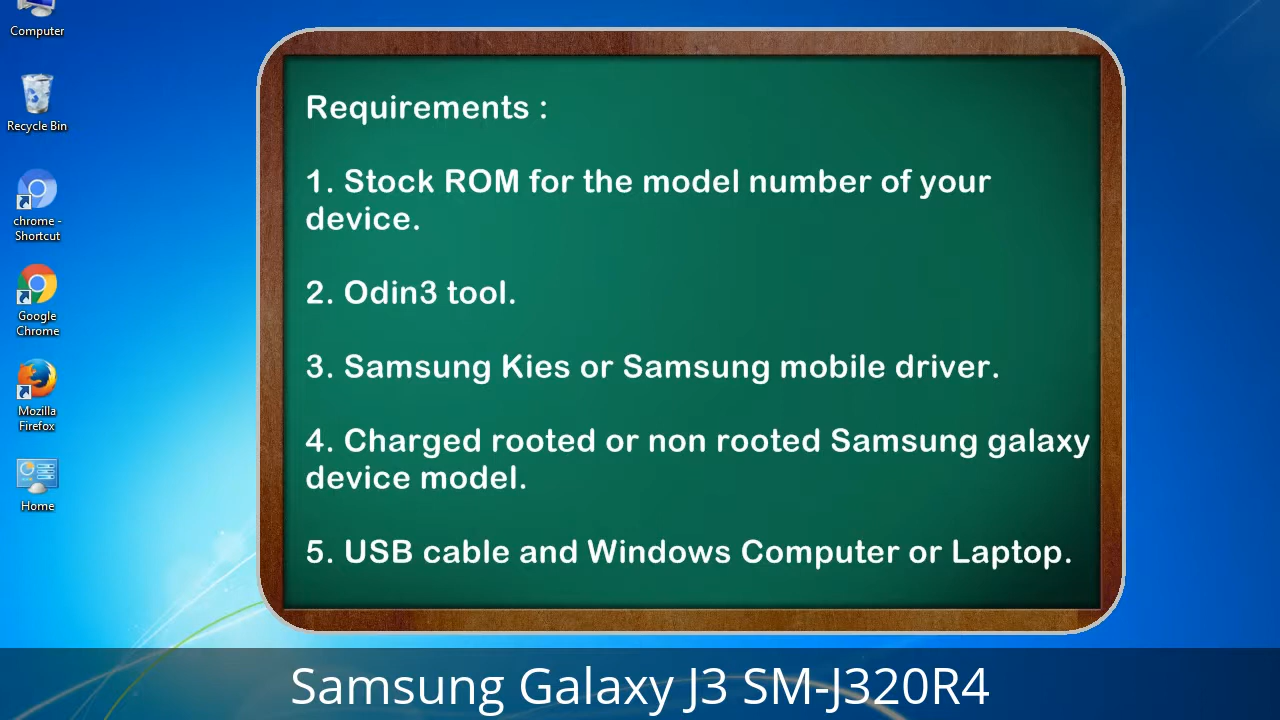 Computer
Recycle Bin
chrome -
Shortcut
Google
Chrome
Mozilla
Firefox
Home
Requirements :
1. Stock ROM for the model number of your
device.
2. Odin3 tool.
3. Samsung Kies or Samsung mobile driver.
4. Charged rooted or non rooted Samsung galaxy
device model.
5. USB cable and Windows Computer or Laptop.
Samsung Galaxy J3 SM-J320R4